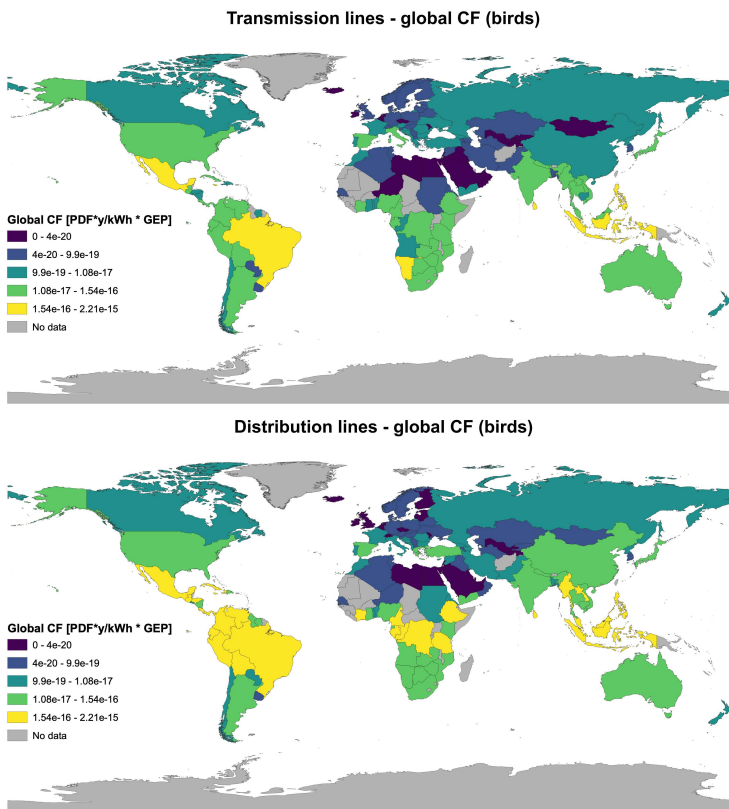 Transmission lines - global CF (birds)
Global CF [PDF*y/kWh * GEP]
0 - 4e-20
4e-20 - 9.9e-19
9.9e-19 - 1.08e-17
1.08e-17 - 1.54e-16
1.54e-16 - 2.21e-15
No data
Distribution lines - global CF (birds)
Global CF [PDF*y/kWh * GEP]
0 - 4e-20
4e-20 - 9.9e-19
9.9e-19 - 1.08e-17
1.08e-17 - 1.54e-16
1.54e-16 - 2.21e-15
No data